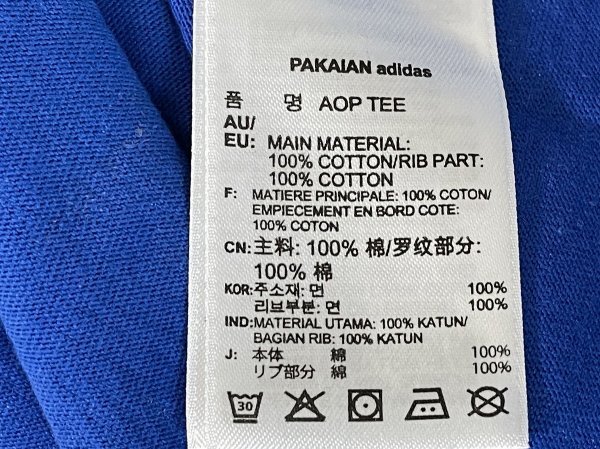 PAKAIAN adidas
품 명 AOP TEE
AU/
EU: MAIN MATERIAL:
100% COTTON/RIB PART:
100% COTTON
F: MATIERE PRINCIPALE: 100% COTON/
EMPIECEMENT EN BORD COTE:
100% COTON
CN: 主料: 100% 棉/罗纹部分:
100% 棉
KOR: 주소재: 면 100%
리브부분: 면 100%
IND: MATERIAL UTAMA: 100% KATUN/
BAGIAN RIB: 100% KATUN
J: 本体 綿 100%
リブ部分 綿 100%
30